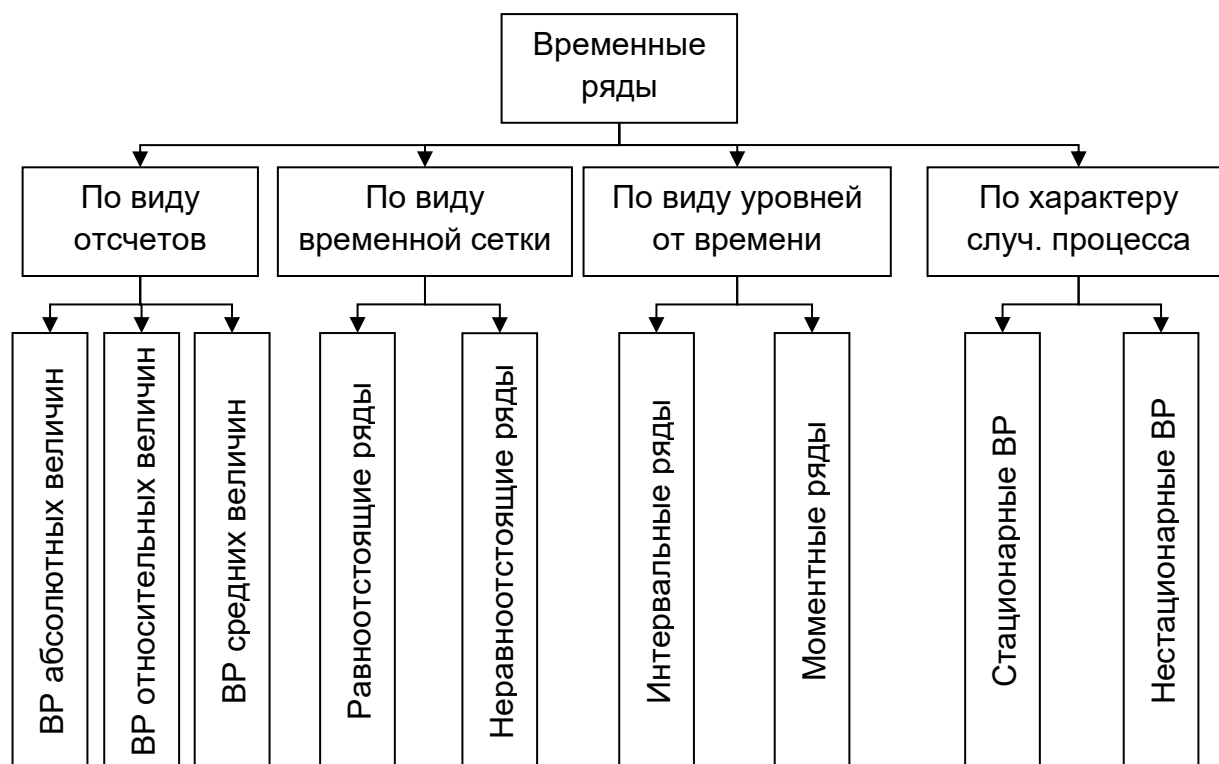 Временные
ряды
По виду
отсчетов
По виду
временной сетки
По виду уровней
от времени
По характеру
случ. процесса
ВР абсолютных величин
ВР относительных величин
ВР средних величин
Равноотстоящие ряды
Неравноотстоящие ряды
Интервальные ряды
Моментные ряды
Стационарные ВР
Нестационарные ВР